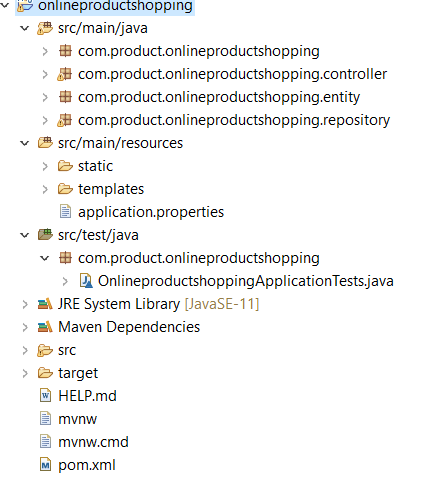 onlineproductshopping
src/main/java
com.product.onlineproductshopping
com.product.onlineproductshopping.controller
com.product.onlineproductshopping.entity
com.product.onlineproductshopping.repository
src/main/resources
static
templates
application.properties
src/test/java
com.product.onlineproductshopping
OnlineproductshoppingApplicationTests.java
JRE System Library [JavaSE-11]
Maven Dependencies
src
target
HELP.md
mvnw
mvnw.cmd
pom.xml